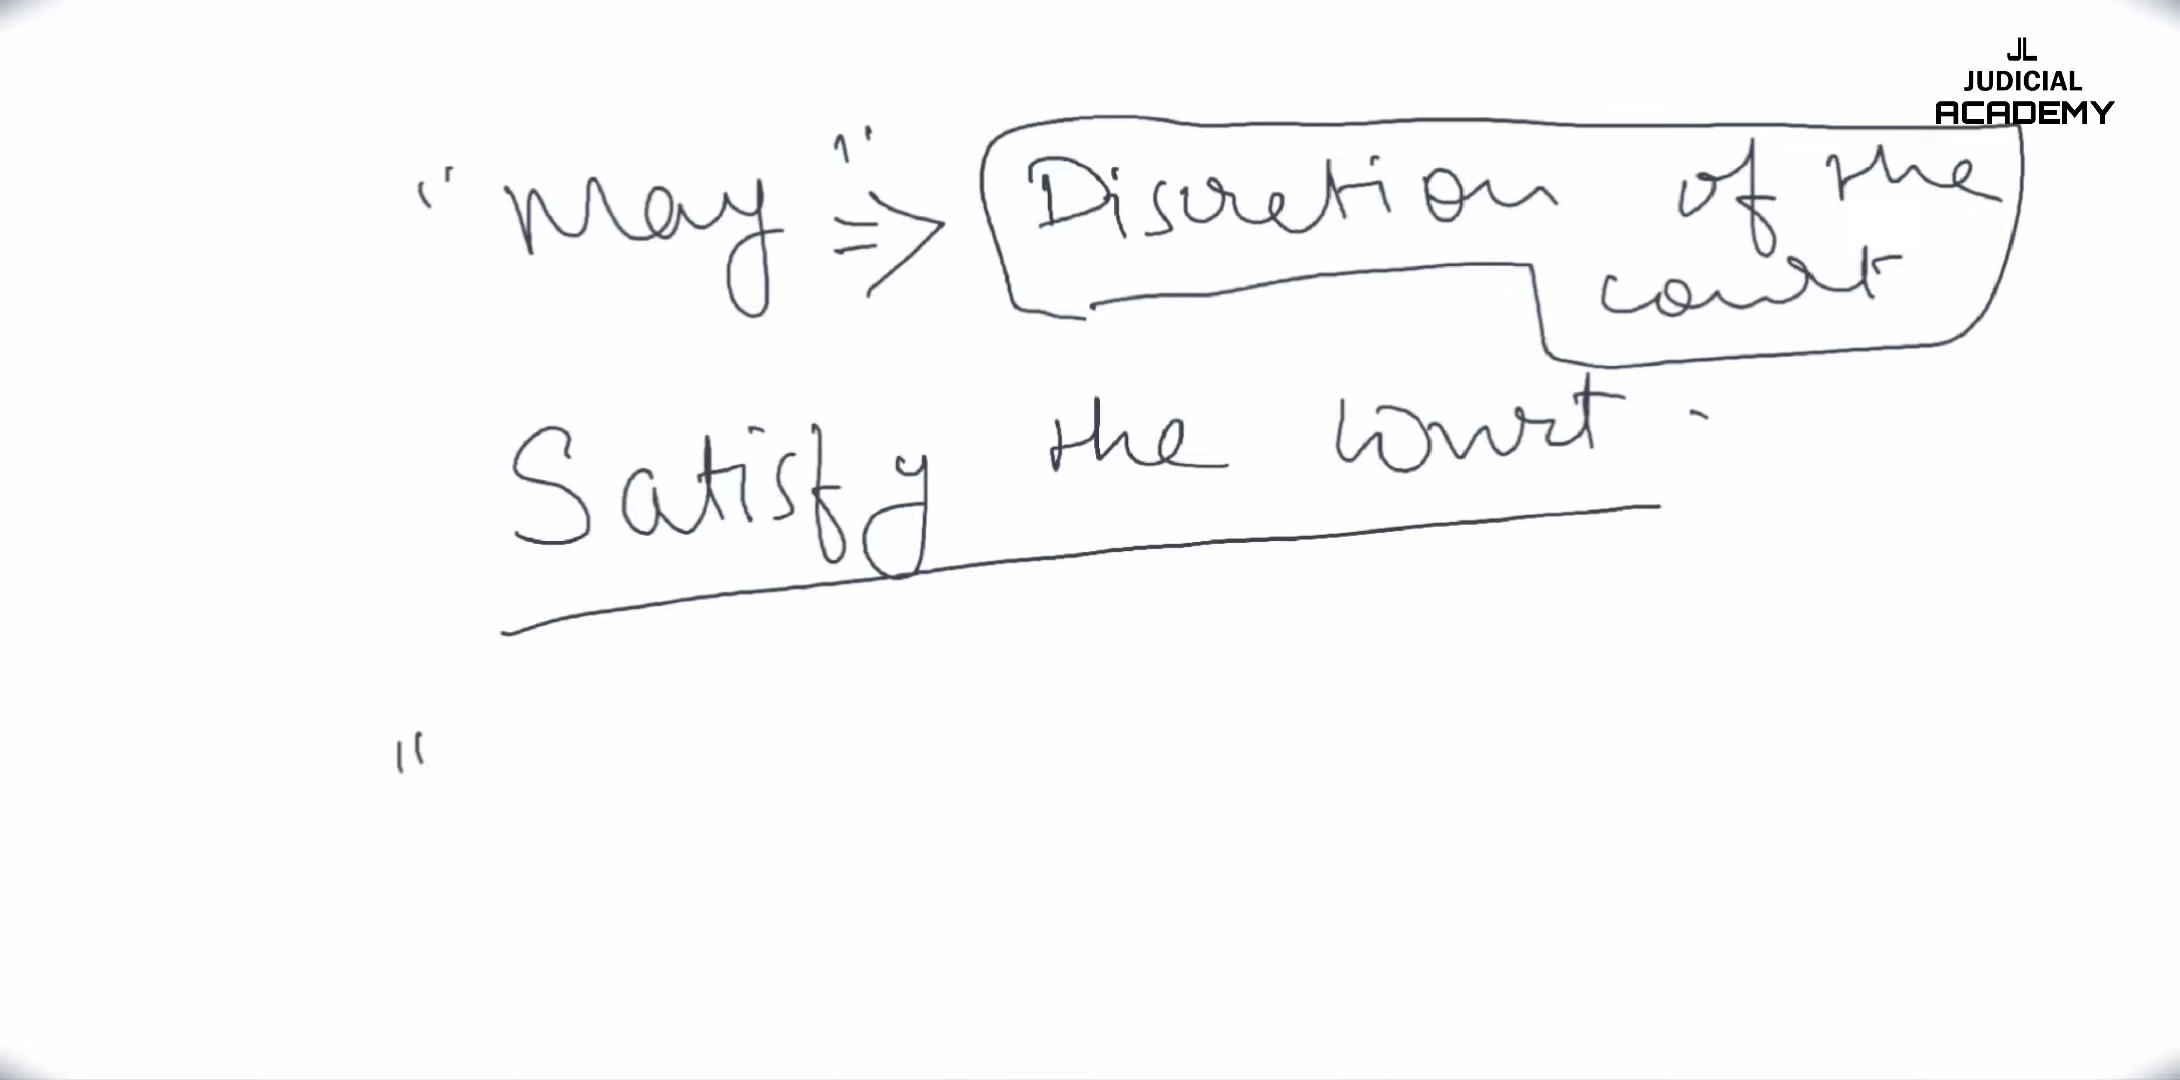 JL
JUDICIAL
ACADEMY
"May" => Discretion of the
court
Satisfy the court.
"